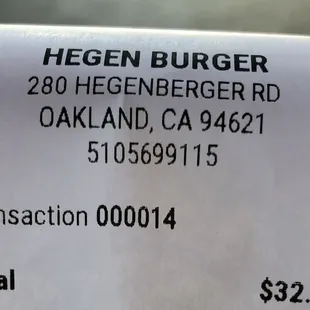 HEGEN BURGER
280 HEGENBERGER RD
OAKLAND, CA 94621
5105699115
nsaction 000014
al $32.